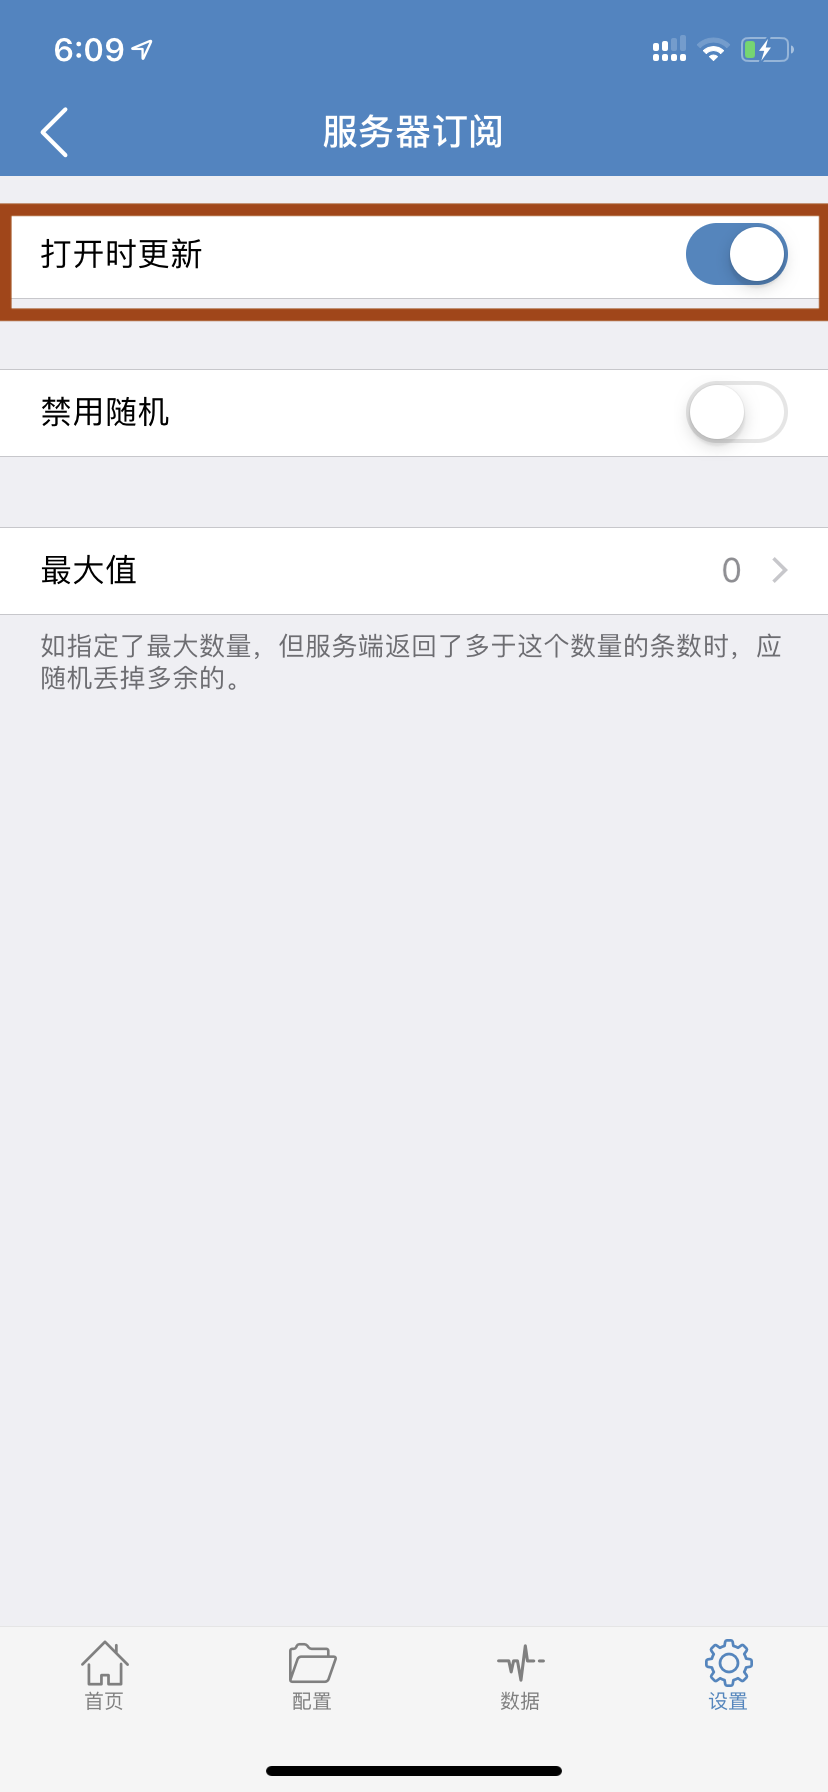 6:09
服务器订阅
打开时更新
禁用随机
最大值 0
如指定了最大数量，但服务端返回了多于这个数量的条数时，应
随机丢掉多余的。
首页 配置 数据 设置